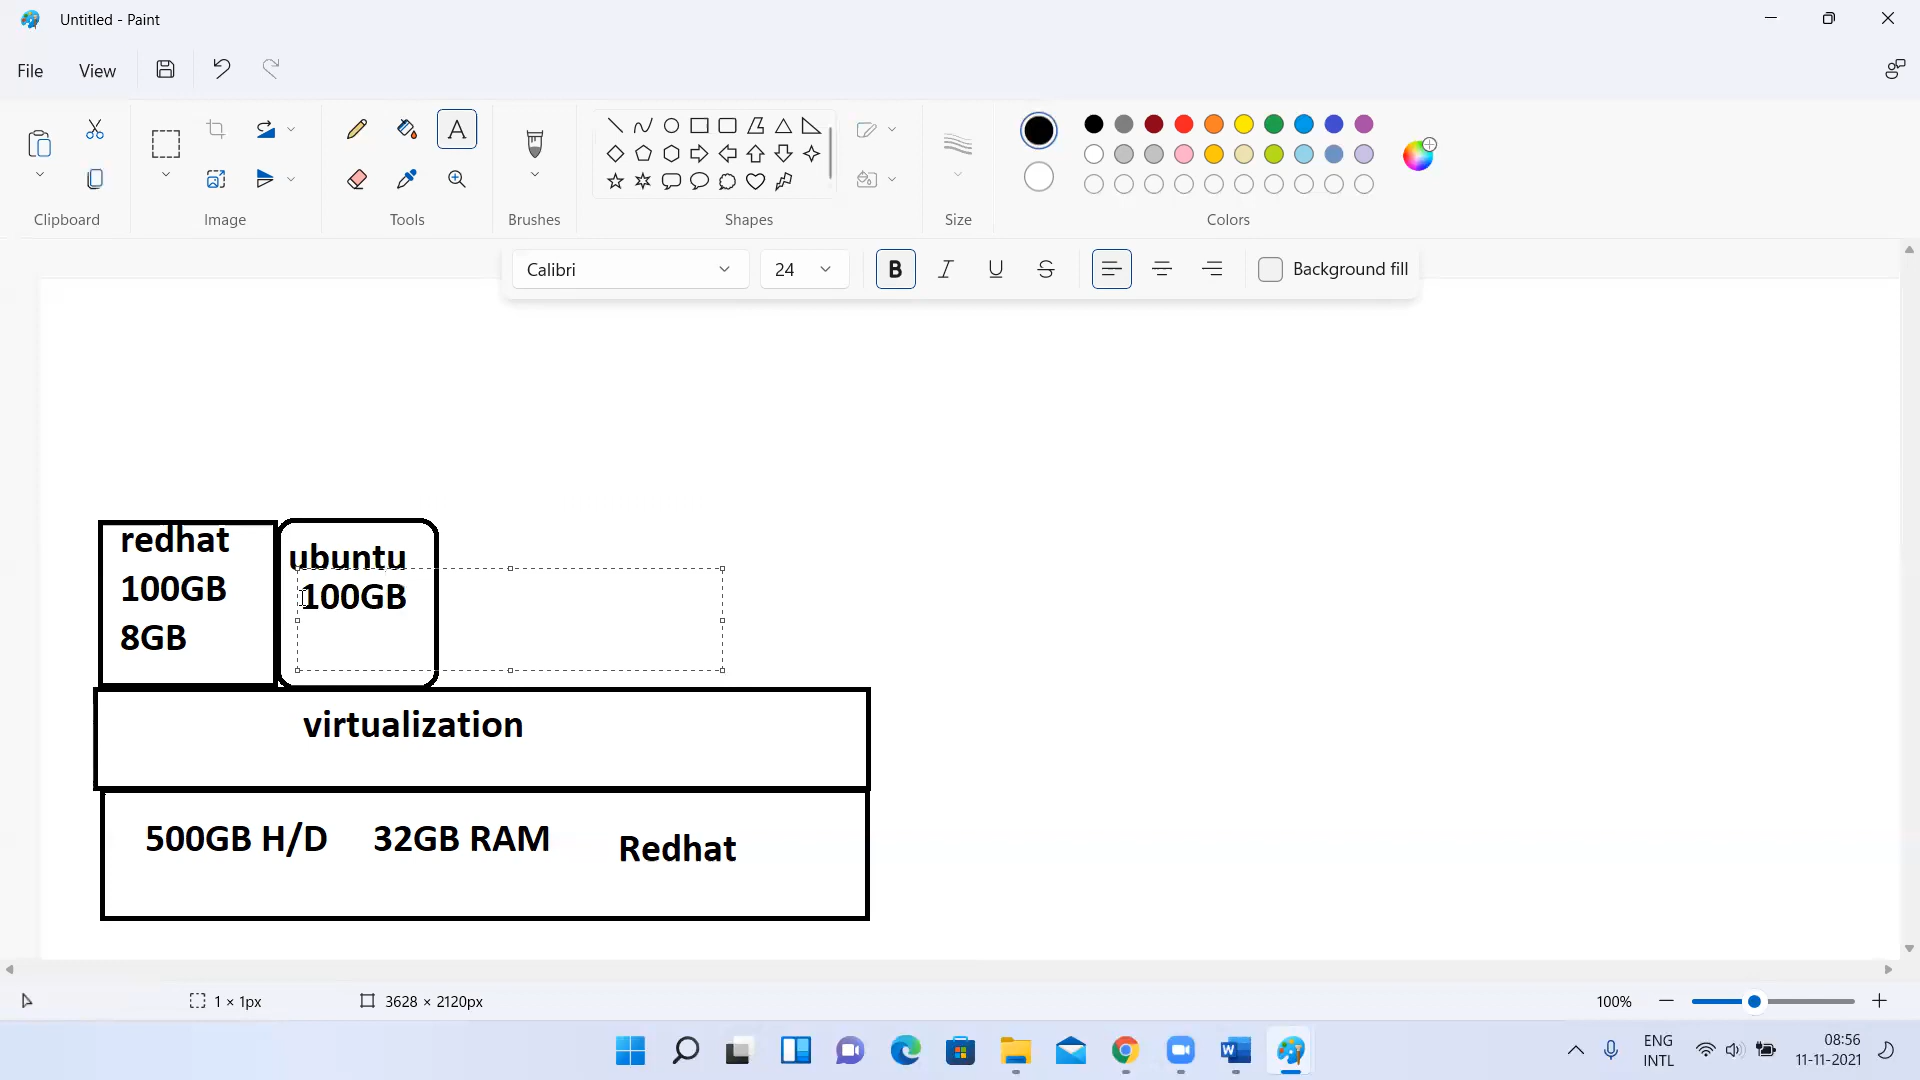 Untitled - Paint
File View
Clipboard Image Tools Brushes Shapes Size Colors
Calibri 24 B I U S Background fill
redhat
100GB
8GB
ubuntu
100GB
virtualization
500GB H/D 32GB RAM Redhat
1 × 1px 3628 × 2120px 100%
ENG
INTL
08:56
11-11-2021